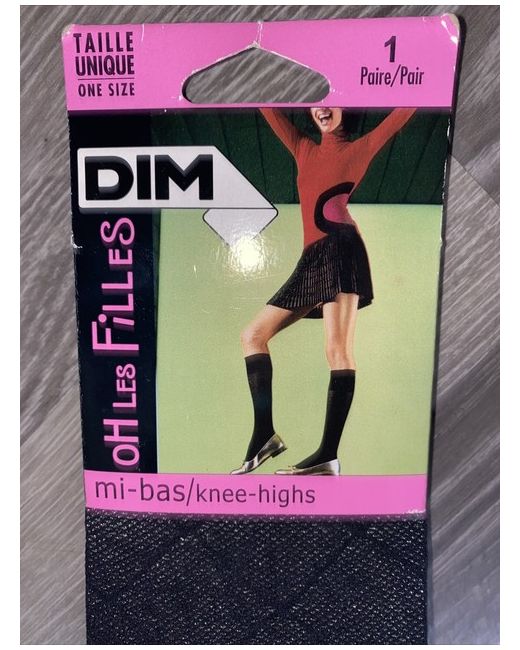 TAILLE
UNIQUE
ONE SIZE
1
Paire/Pair
DIM
OH LES FiLLES
mi-bas/knee-highs